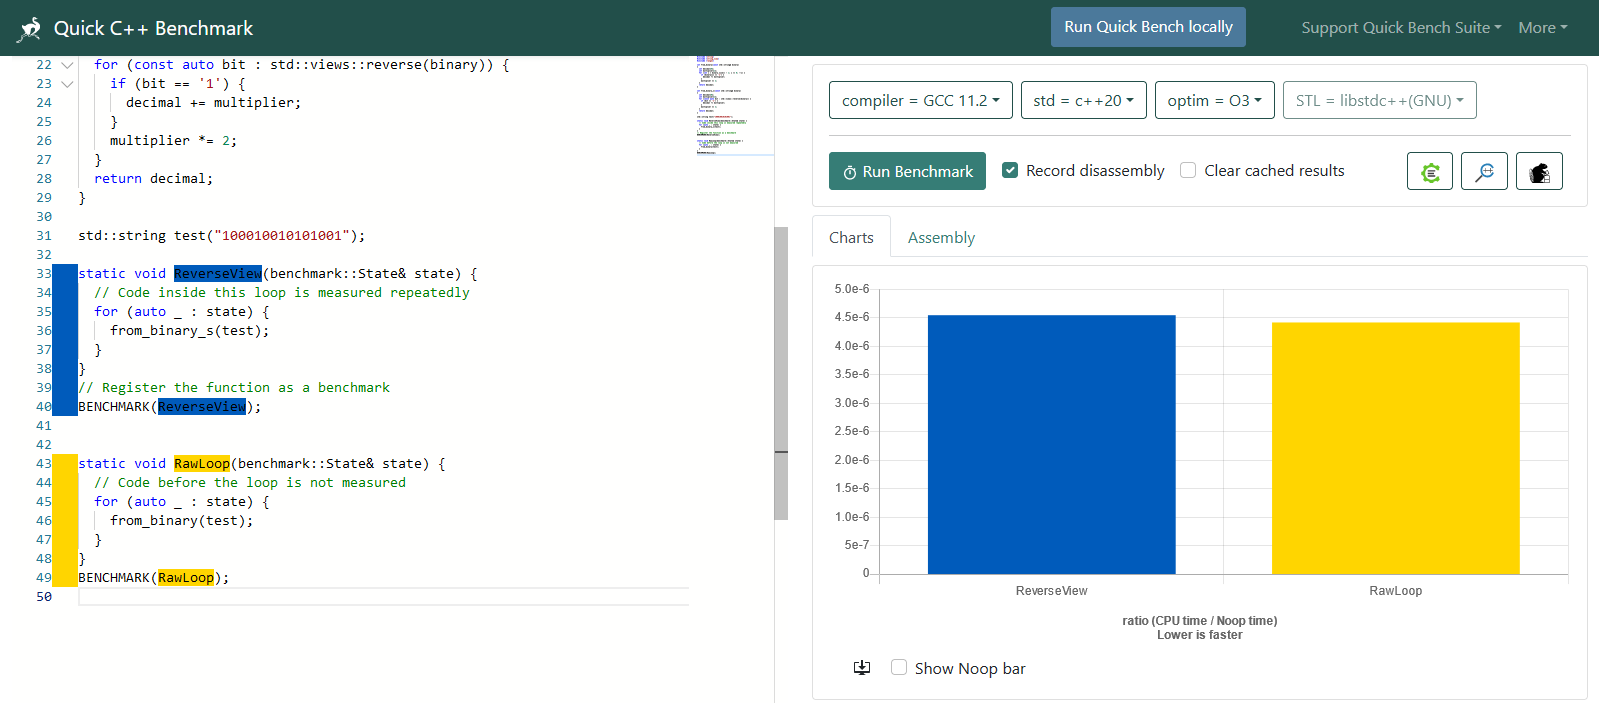 Quick C++ Benchmark
Run Quick Bench locally
Support Quick Bench Suite
More
22 for (const auto bit : std::views::reverse(binary)) {
23 if (bit == '1') {
24 decimal += multiplier;
25 }
26 multiplier *= 2;
27 }
28 return decimal;
29 }
30
31 std::string test("100010010101001");
32
33 static void ReverseView(benchmark::State& state) {
34 // Code inside this loop is measured repeatedly
35 for (auto _ : state) {
36 from_binary_s(test);
37 }
38 }
39 // Register the function as a benchmark
40 BENCHMARK(ReverseView);
41
42
43 static void RawLoop(benchmark::State& state) {
44 // Code before the loop is not measured
45 for (auto _ : state) {
46 from_binary(test);
47 }
48 }
49 BENCHMARK(RawLoop);
50
compiler = GCC 11.2
std = c++20
optim = O3
STL = libstdc++(GNU)
Run Benchmark
Record disassembly
Clear cached results
Charts
Assembly
5.0e-6
4.5e-6
4.0e-6
3.5e-6
3.0e-6
2.5e-6
2.0e-6
1.5e-6
1.0e-6
5e-7
0
ReverseView
RawLoop
ratio (CPU time / Noop time)
Lower is faster
Show Noop bar